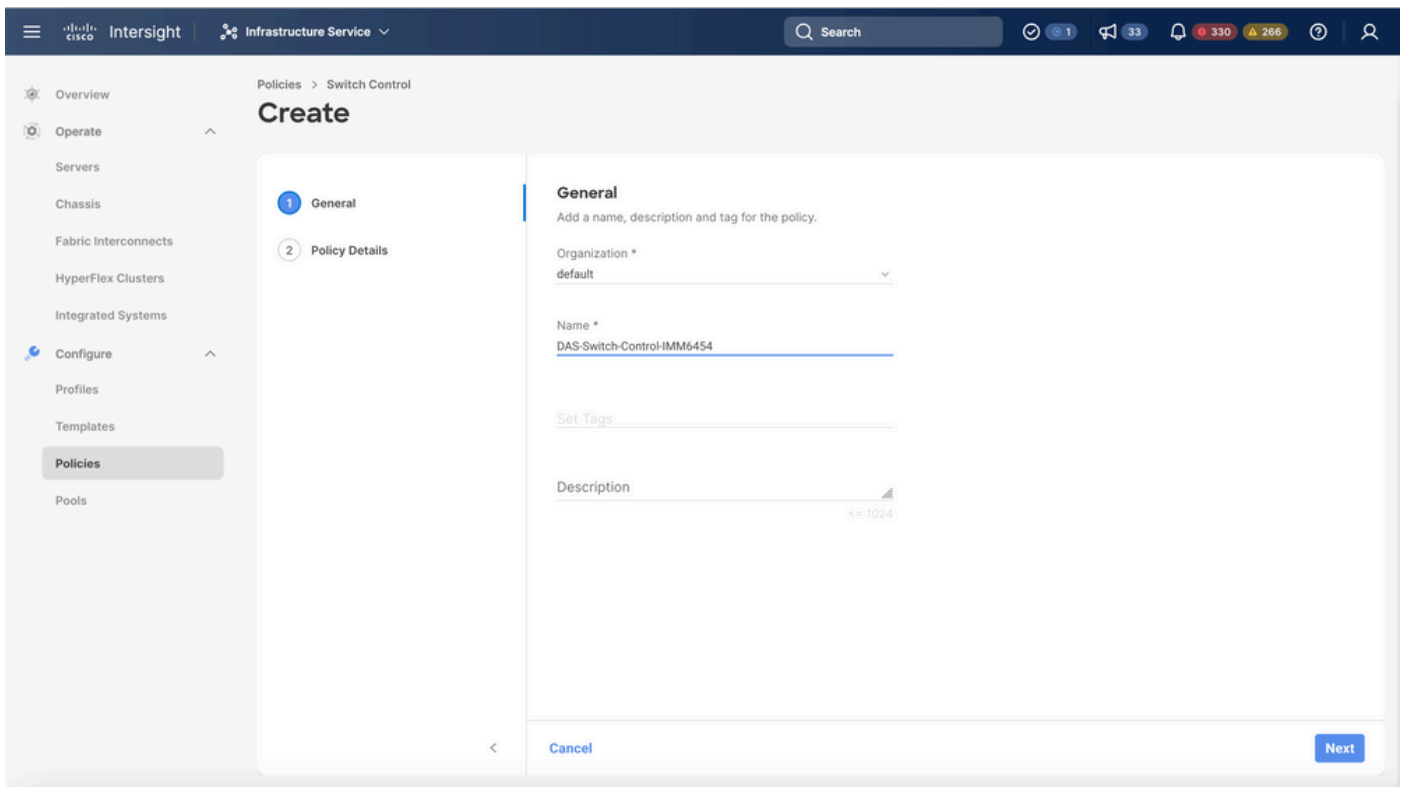 cisco Intersight
Infrastructure Service
Search
1
33
330
266
Overview
Operate
Servers
Chassis
Fabric Interconnects
HyperFlex Clusters
Integrated Systems
Configure
Profiles
Templates
Policies
Pools
Policies > Switch Control
Create
1 General
2 Policy Details
General
Add a name, description and tag for the policy.
Organization *
default
Name *
DAS-Switch-Control-IMM6454
Set Tags
Description
<= 1024
Cancel
Next